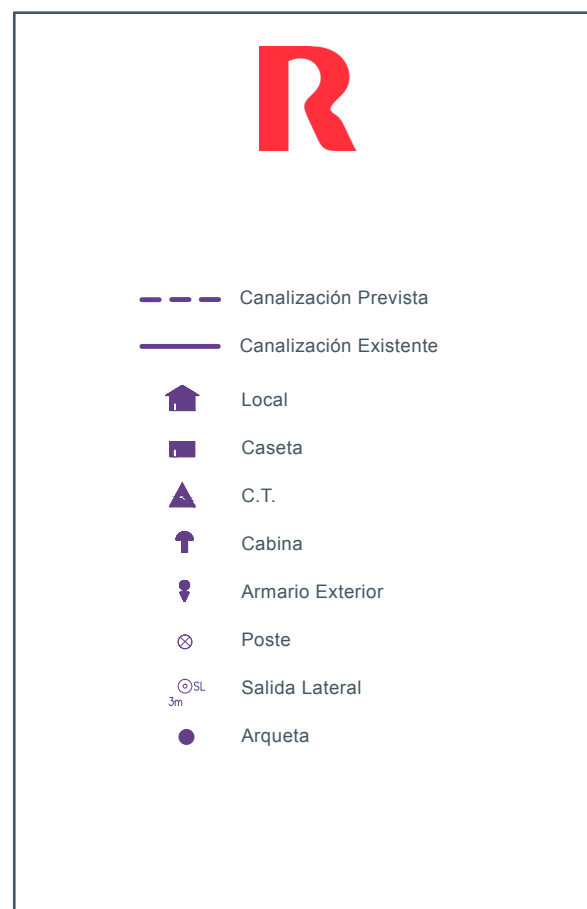 R
Canalización Prevista
Canalización Existente
Local
Caseta
C.T.
Cabina
Armario Exterior
Poste
SL
3m
Salida Lateral
Arqueta